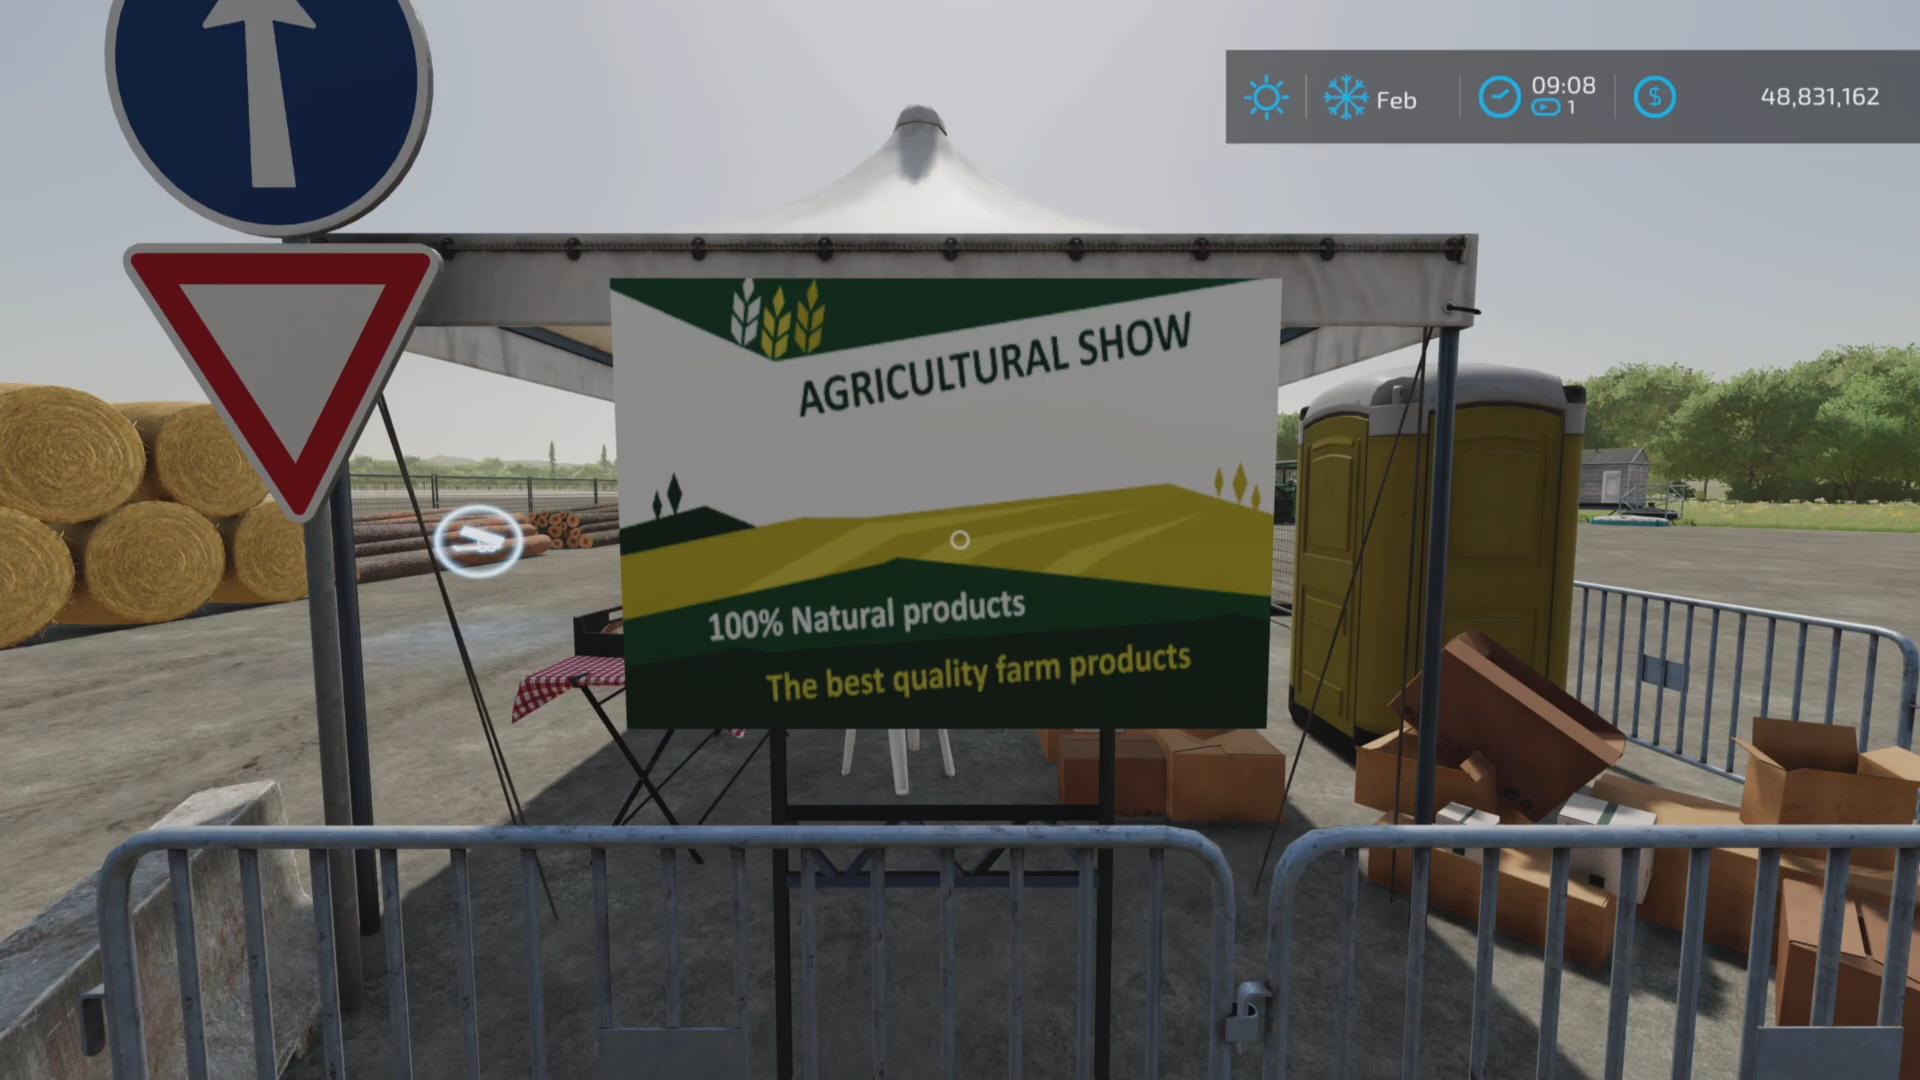 Feb
09:08
1
48,831,162
AGRICULTURAL SHOW
100% Natural products
The best quality farm products